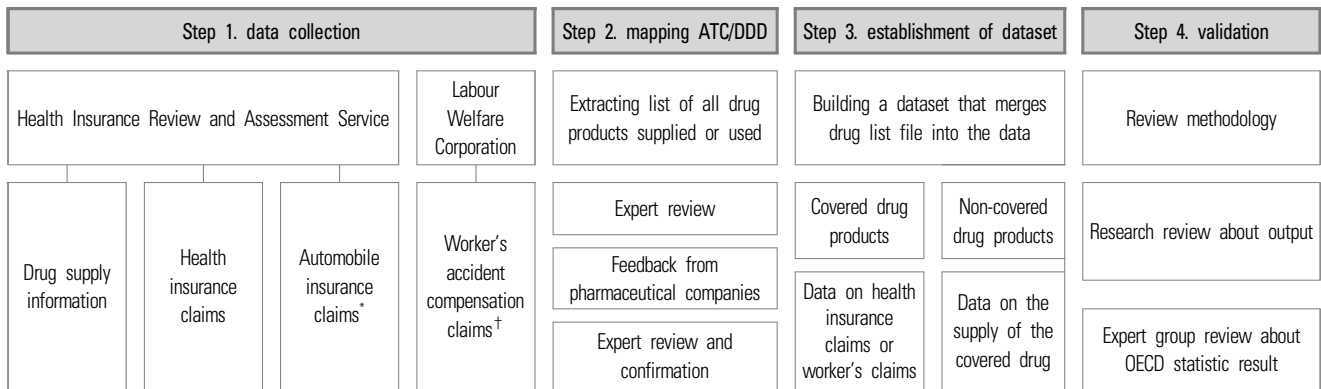 Step 1. data collection
Step 2. mapping ATC/DDD
Step 3. establishment of dataset
Step 4. validation
Health Insurance Review and Assessment Service
Labour
Welfare
Corporation
Extracting list of all drug
products supplied or used
Building a dataset that merges
drug list file into the data
Review methodology
Drug supply
information
Health
insurance
claims
Automobile
insurance
claims*
Worker's
accident
compensation
claims†
Expert review
Feedback from
pharmaceutical companies
Expert review and
confirmation
Covered drug
products
Non-covered
drug products
Data on health
insurance
claims or
worker's claims
Data on the
supply of the
covered drug
Research review about output
Expert group review about
OECD statistic result